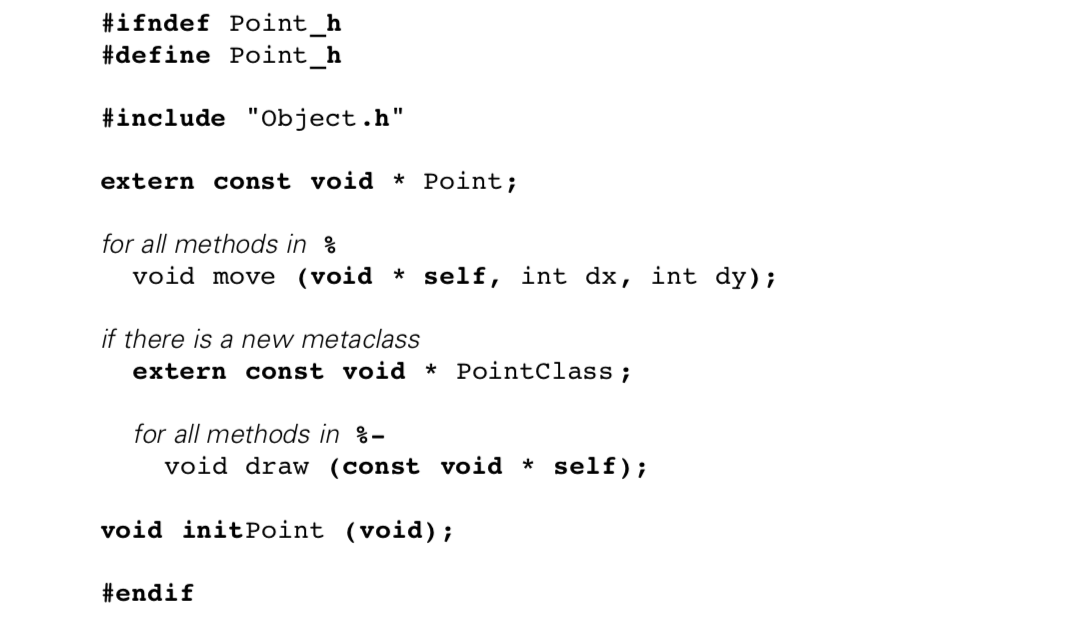 #ifndef Point_h
#define Point_h
#include "Object.h"
extern const void * Point;
for all methods in %
void move (void * self, int dx, int dy);
if there is a new metaclass
extern const void * PointClass;
for all methods in %-
void draw (const void * self);
void initPoint (void);
#endif